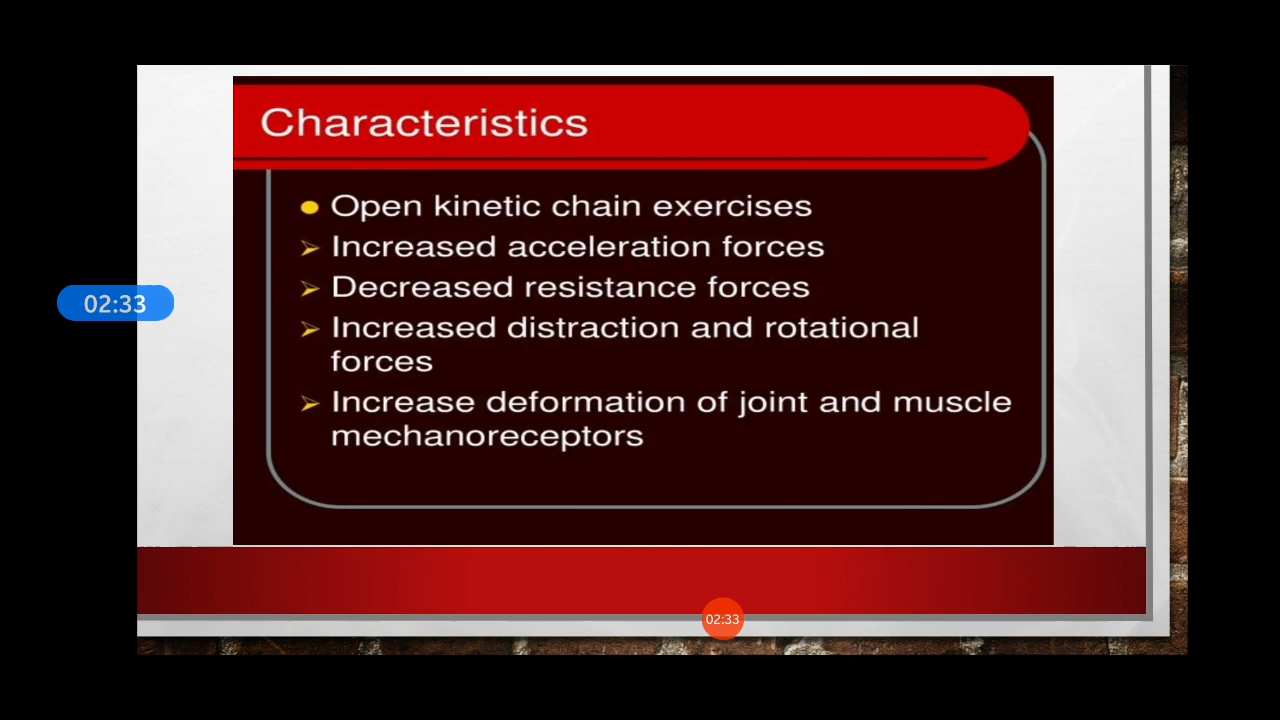 Characteristics
Open kinetic chain exercises
Increased acceleration forces
Decreased resistance forces
Increased distraction and rotational
forces
Increase deformation of joint and muscle
mechanoreceptors
02:33
02:33